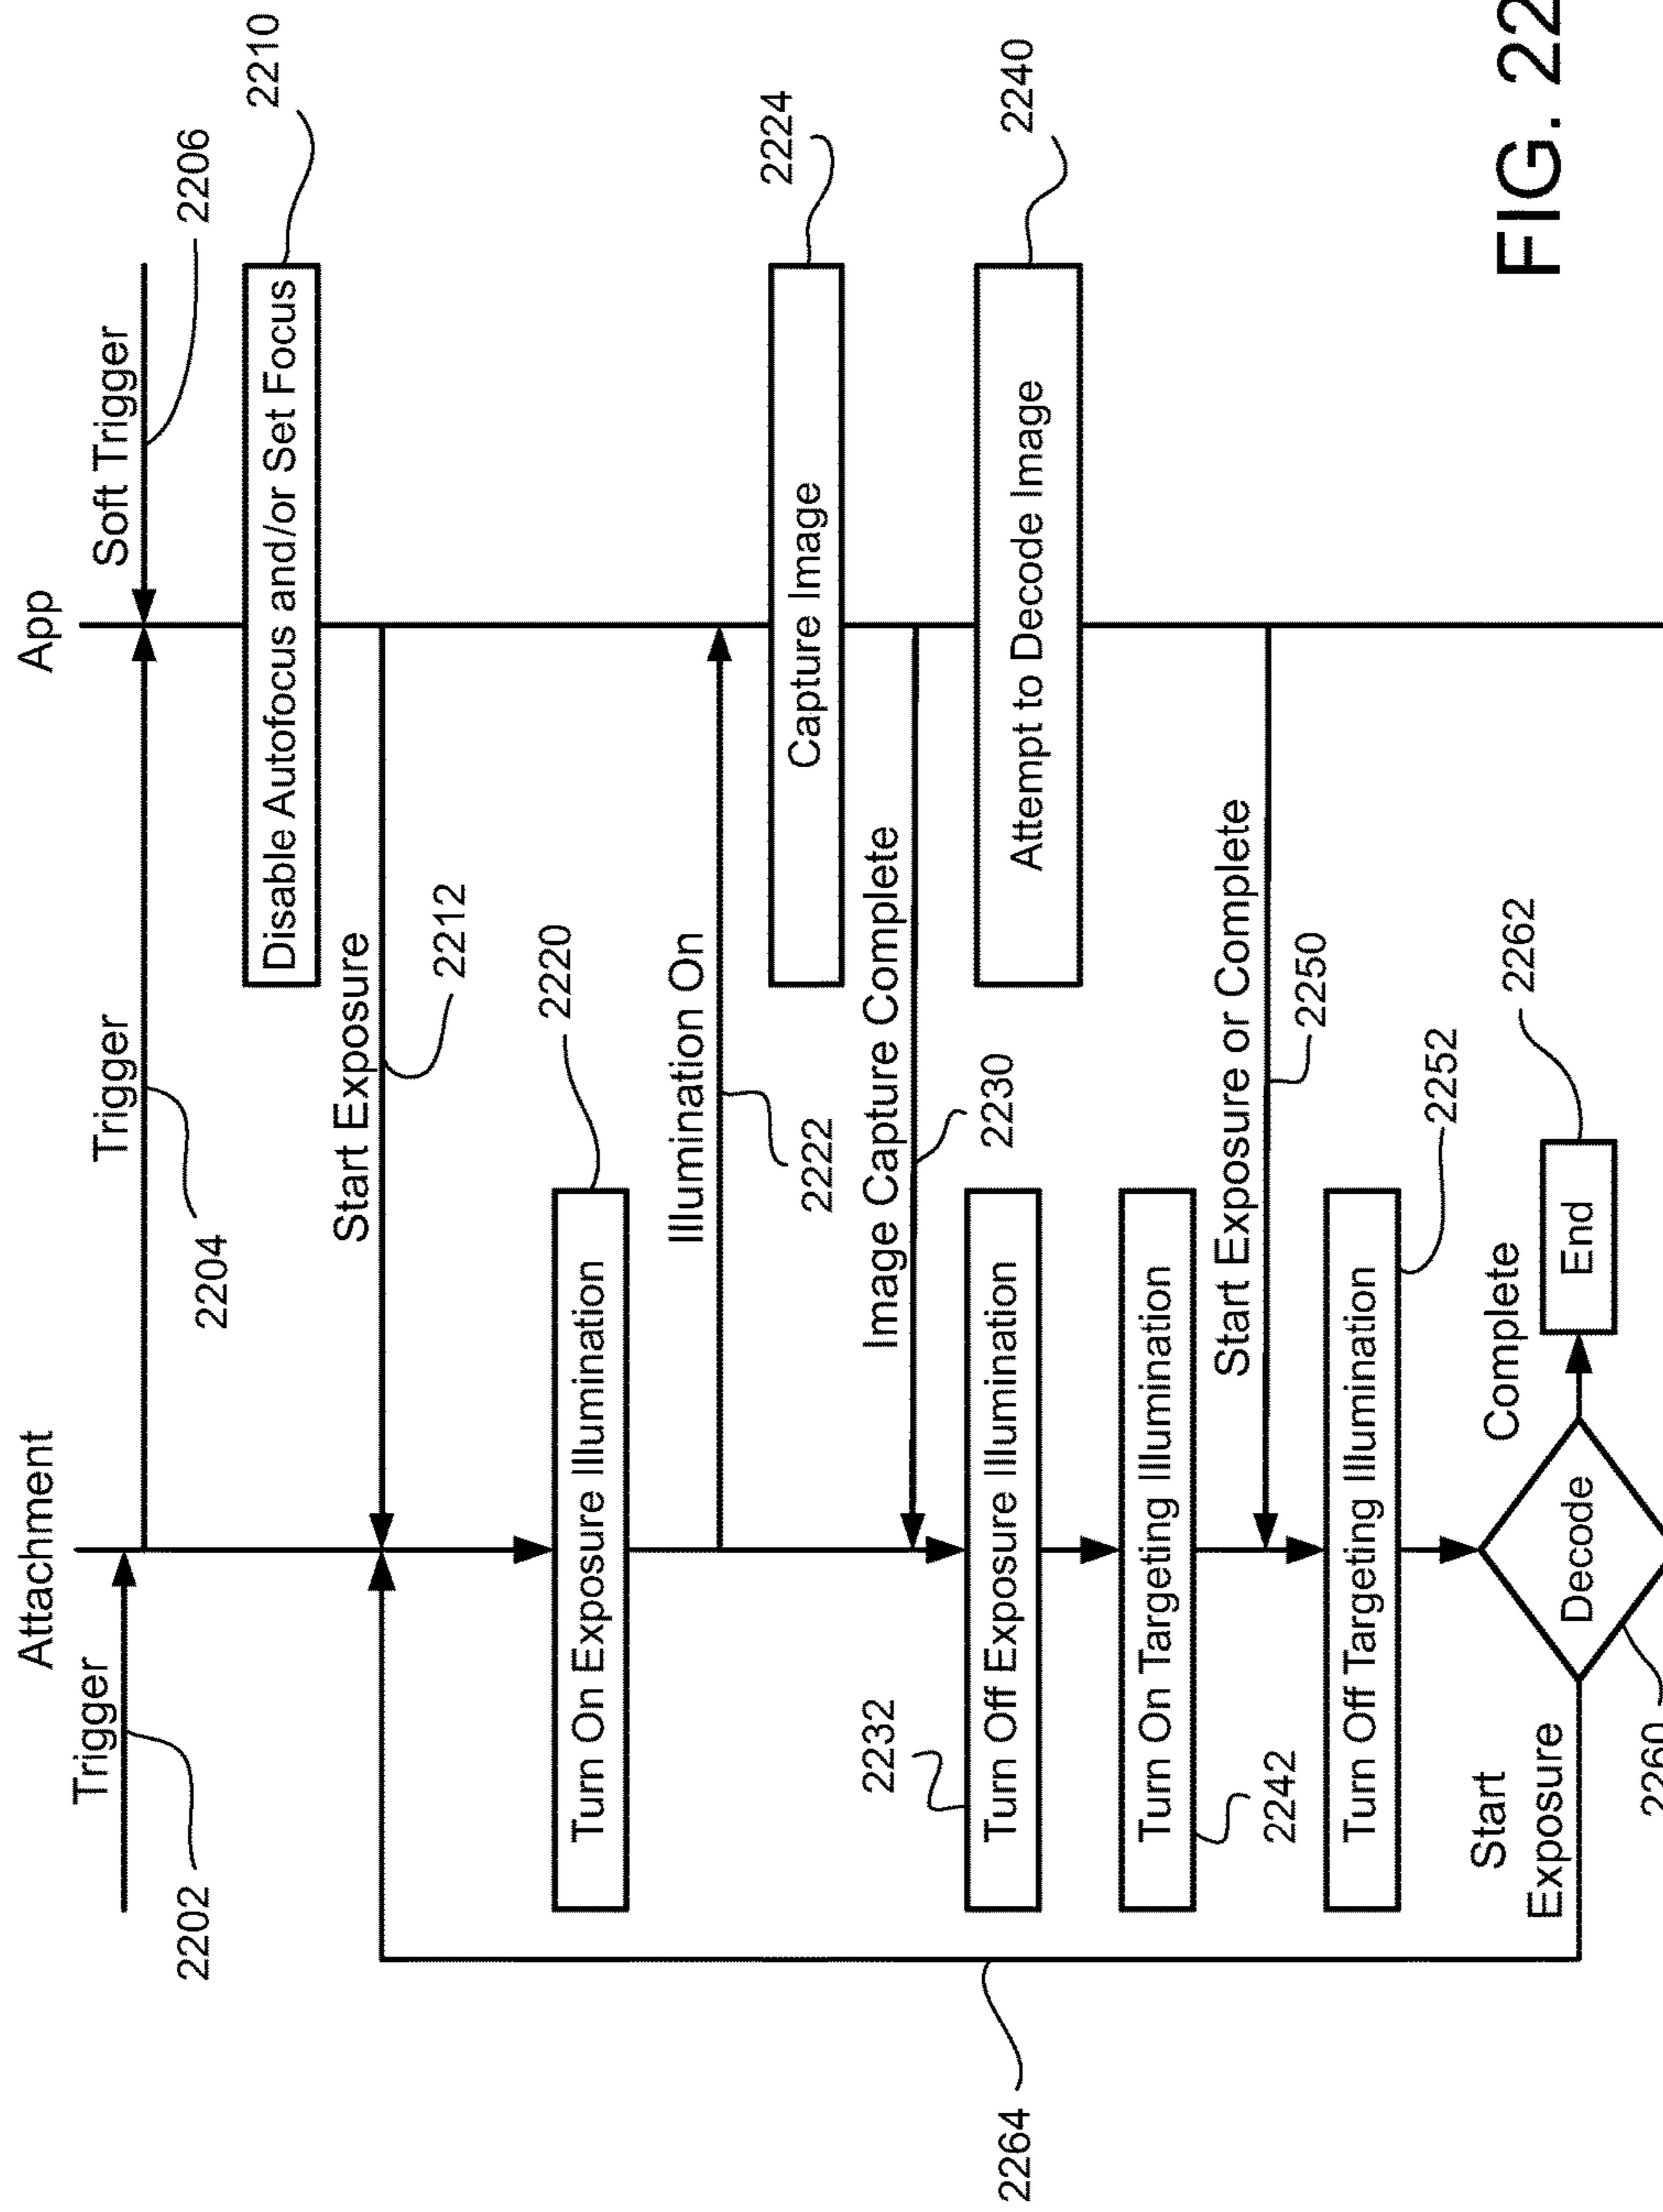 Attachment
App
Trigger
Trigger
Soft Trigger
2202
2204
2206
Disable Autofocus and/or Set Focus
2210
Start Exposure
2212
Turn On Exposure Illumination
2220
Illumination On
2222
Capture Image
2224
2232
Image Capture Complete
2264
Turn Off Exposure Illumination
2230
Attempt to Decode Image
2240
Turn On Targeting Illumination
Start Exposure or Complete
2242
2250
Turn Off Targeting Illumination
2252
Start
Exposure
Complete
2262
Decode
End
2260
FIG. 22